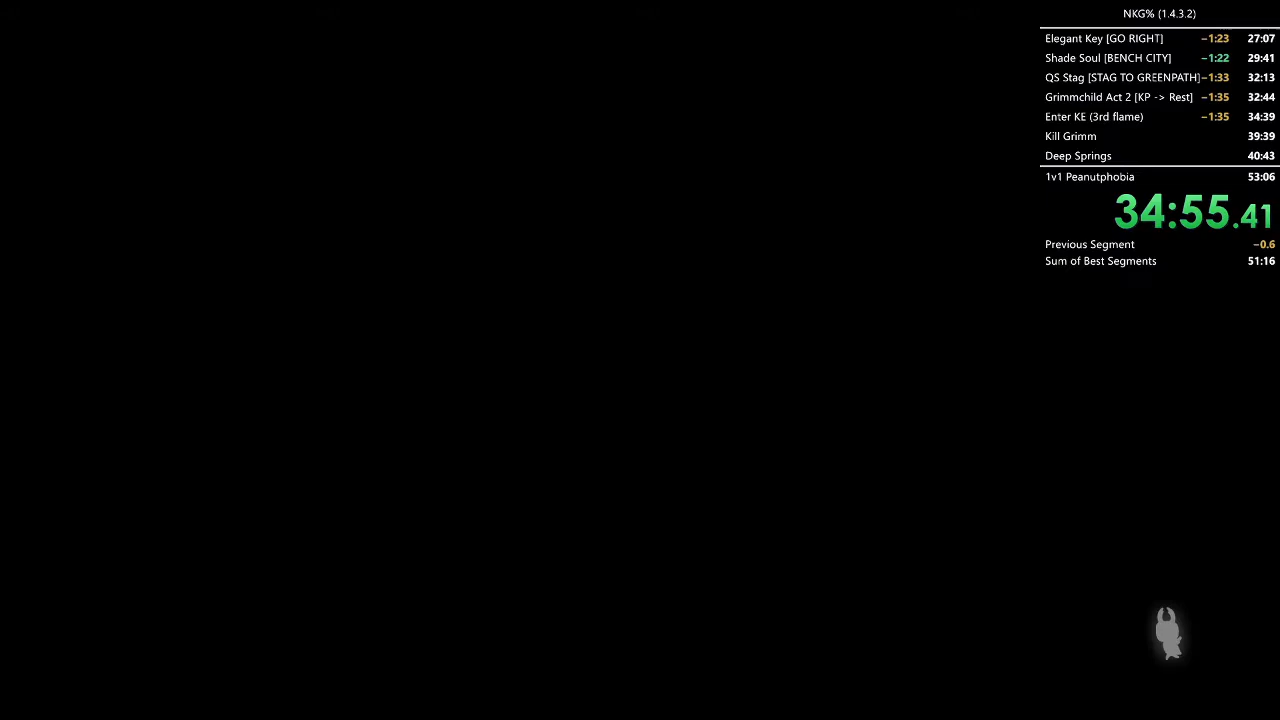 NKG% (1.4.3.2)
Elegant Key [GO RIGHT] −1:23 27:07
Shade Soul [BENCH CITY] −1:22 29:41
QS Stag [STAG TO GREENPATH] −1:33 32:13
Grimmchild Act 2 [KP -> Rest] −1:35 32:44
Enter KE (3rd flame) −1:35 34:39
Kill Grimm 39:39
Deep Springs 40:43
1v1 Peanutphobia 53:06
34:55.41
Previous Segment −0.6
Sum of Best Segments 51:16